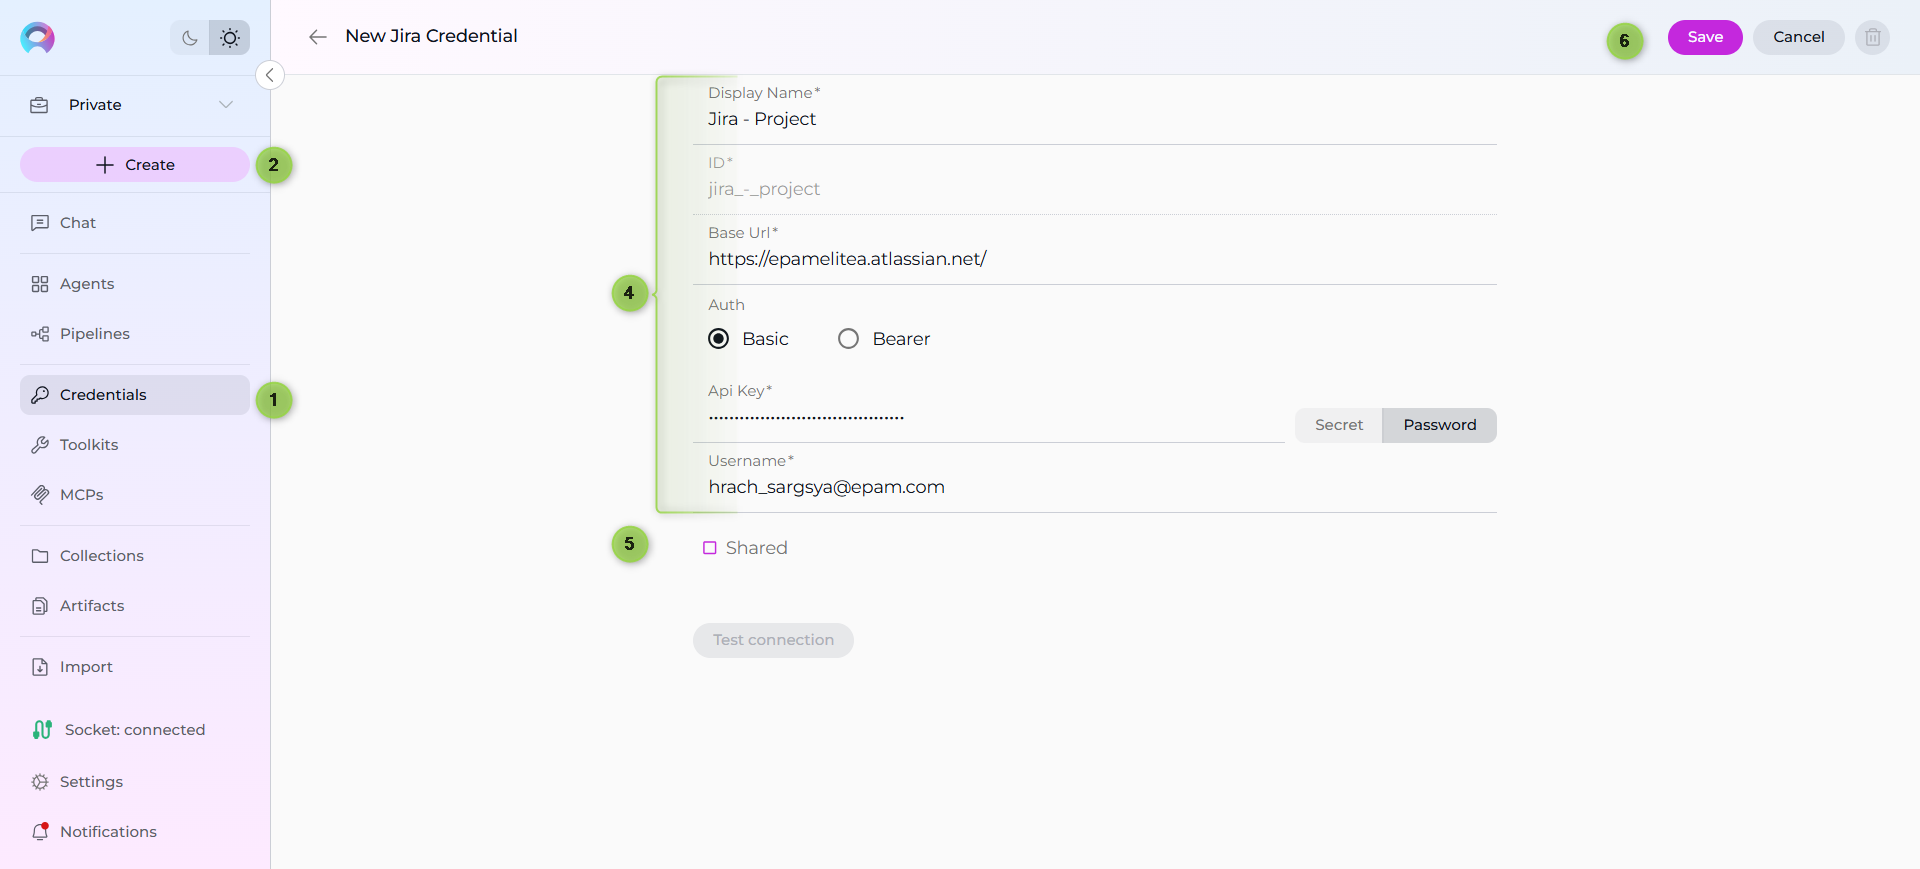 New Jira Credential
6
Save
Cancel
Private
Create
2
Chat
Agents
Pipelines
Credentials
1
Toolkits
MCPs
Collections
Artifacts
Import
Socket: connected
Settings
Notifications
Display Name*
Jira - Project
ID*
jira_-_project
Base Url*
https://epamelitea.atlassian.net/
4
Auth
Basic
Bearer
Api Key*
Secret
Password
Username*
hrach_sargsya@epam.com
5
Shared
Test connection